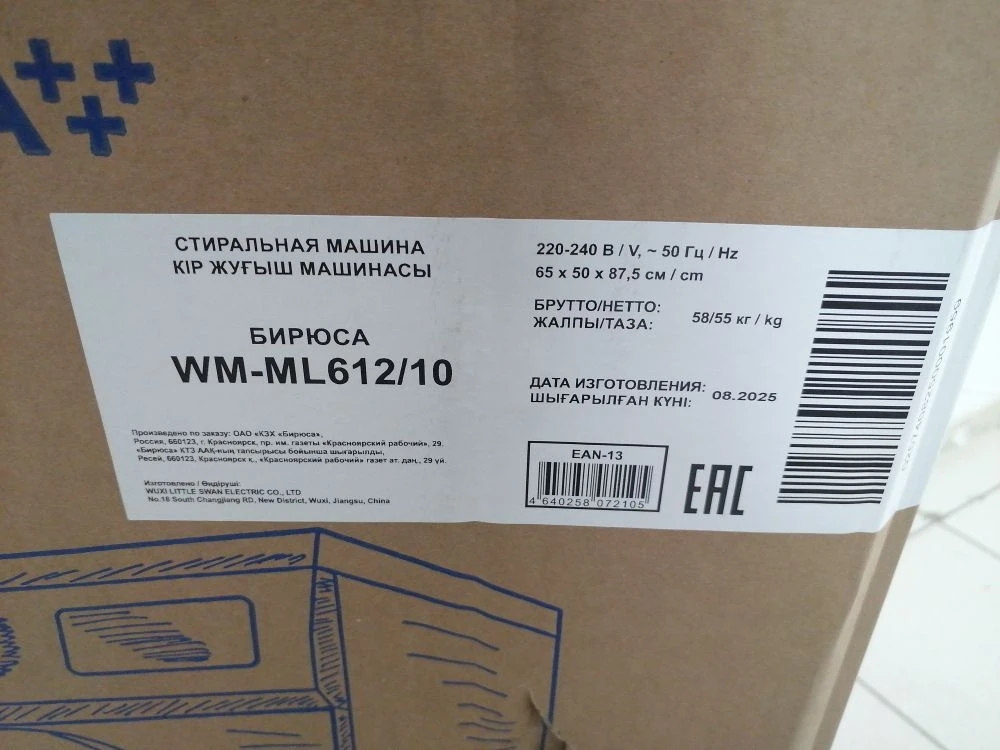 A+++
СТИРАЛЬНАЯ МАШИНА
КІР ЖУҒЫШ МАШИНАСЫ
БИРЮСА
WM-ML612/10
Произведено по заказу: ОАО «КЗХ «Бирюса»,
Россия, 660123, г. Красноярск, пр. им. газеты «Красноярский рабочий», 29.
«Бирюса» КТЗ ААҚ-ның тапсырысы бойынша шығарылды,
Ресей, 660123, Красноярск қ., «Красноярский рабочий» газет ат. даң., 29 үй.
Изготовлено / Өндіруші:
WUXI LITTLE SWAN ELECTRIC CO., LTD
No.18 South Changjiang RD, New District, Wuxi, Jiangsu, China
220-240 В / V, ~ 50 Гц / Hz
65 x 50 x 87,5 см / cm
БРУТТО/НЕТТО:
ЖАЛПЫ/ТАЗА:
58/55 кг / kg
ДАТА ИЗГОТОВЛЕНИЯ:
ШЫҒАРЫЛҒАН КҮНІ:
08.2025
EAN-13
4 640258 072105
EAC